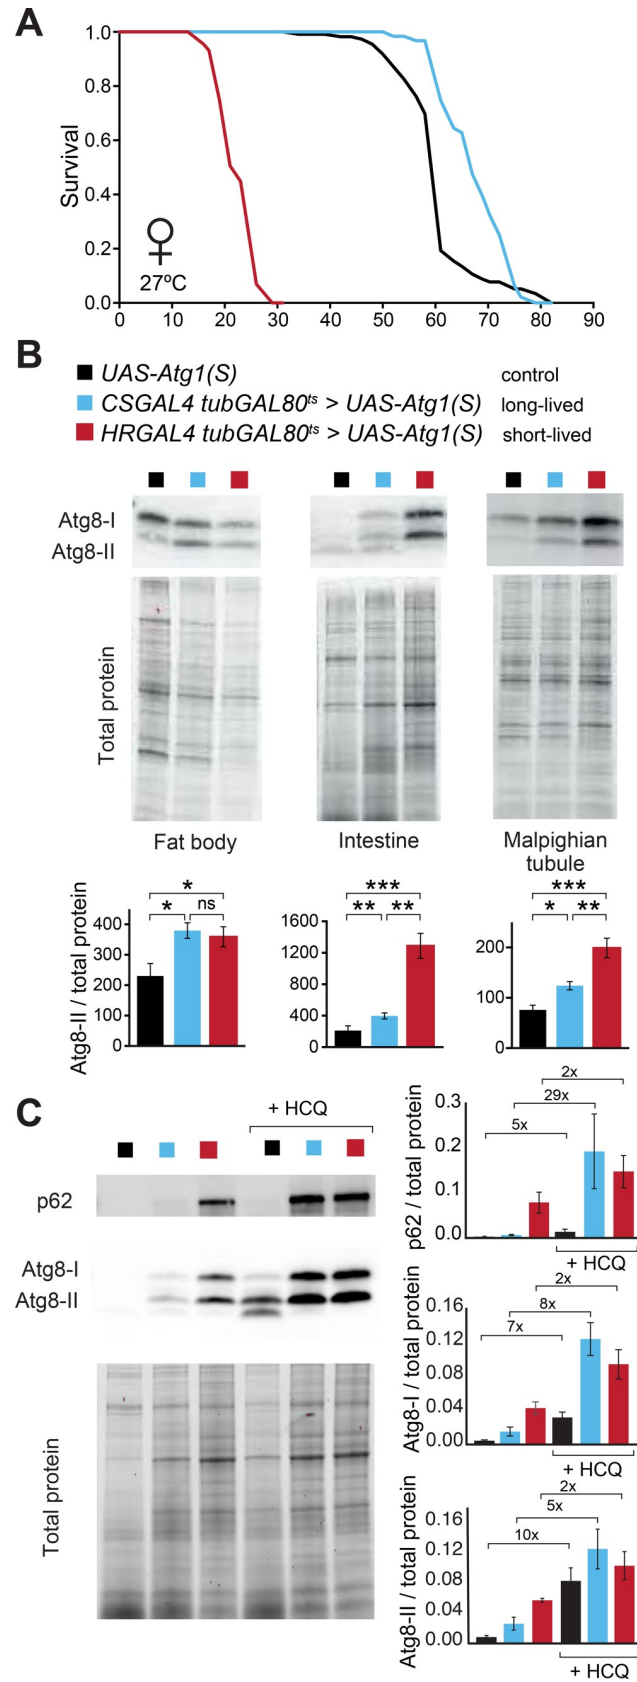 A
Survival
1.0
0.8
0.6
0.4
0.2
0.0
♀
27ºC
0 10 20 30 40 50 60 70 80 90
B
UAS-Atg1(S) control
CSGAL4 tubGAL80ts > UAS-Atg1(S) long-lived
HRGAL4 tubGAL80ts > UAS-Atg1(S) short-lived
Atg8-I
Atg8-II
Total protein
Fat body
Intestine
Malpighian
tubule
Atg8-II / total protein
*
* ns
400
300
200
100
0
***
** **
1600
1200
800
400
0
***
* **
200
100
0
C
+ HCQ
p62
Atg8-I
Atg8-II
Total protein
p62 / total protein
2x
29x
5x
0.3
0.2
0.1
0.0
+ HCQ
Atg8-I / total protein
2x
8x
7x
0.16
0.12
0.08
0.04
0.00
+ HCQ
Atg8-II / total protein
2x
5x
10x
0.16
0.12
0.08
0.04
0.00
+ HCQ